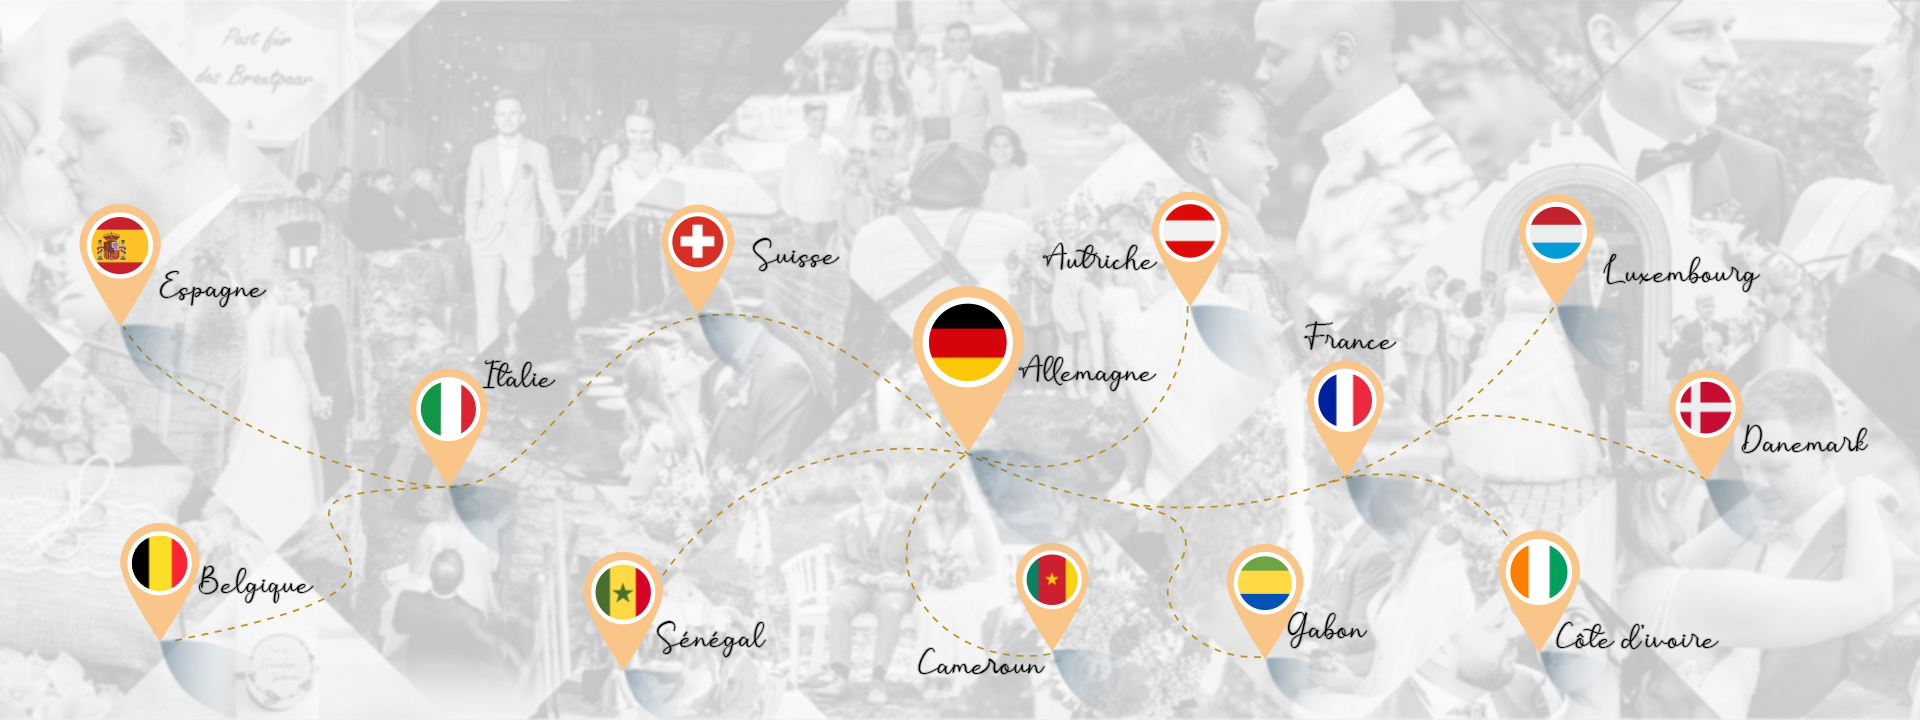 Post für
das Brautpaar
Espagne
Suisse
Autriche
Luxembourg
Italie
Allemagne
France
Danemark
Belgique
Sénégal
Cameroun
Gabon
Côte d'ivoire